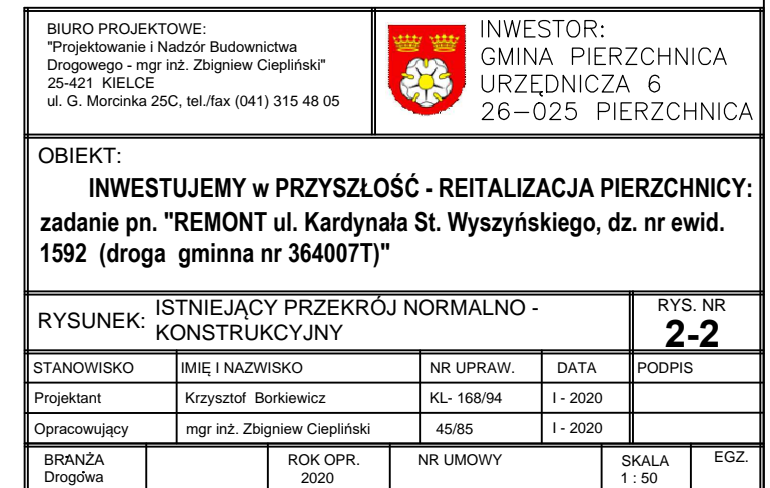 BIURO PROJEKTOWE:
"Projektowanie i Nadzór Budownictwa
Drogowego - mgr inż. Zbigniew Ciepliński"
25-421 KIELCE
ul. G. Morcinka 25C, tel./fax (041) 315 48 05
INWESTOR:
GMINA PIERZCHNICA
URZĘDNICZA 6
26-025 PIERZCHNICA
OBIEKT:
INWESTUJEMY w PRZYSZŁOŚĆ - REITALIZACJA PIERZCHNICY:
zadanie pn. "REMONT ul. Kardynała St. Wyszyńskiego, dz. nr ewid.
1592 (droga gminna nr 364007T)"
RYSUNEK: ISTNIEJĄCY PRZEKRÓJ NORMALNO -
KONSTRUKCYJNY
RYS. NR
2-2
STANOWISKO IMIĘ I NAZWISKO NR UPRAW. DATA PODPIS
Projektant Krzysztof Borkiewicz KL- 168/94 I - 2020
Opracowujący mgr inż. Zbigniew Ciepliński 45/85 I - 2020
BRANŻA ROK OPR. NR UMOWY SKALA EGZ.
Drogowa 2020 1 : 50